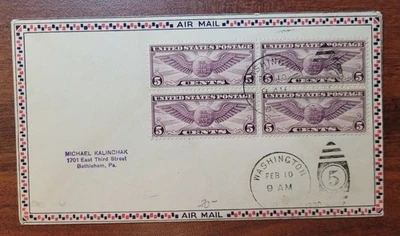 AIR MAIL
UNITED STATES POSTAGE UNITED STATES POSTAGE
5 CENTS 5 5 CENTS 5
UNITED STATES POSTAGE UNITED STATES POSTAGE
5 CENTS 5 5 CENTS 5
MICHAEL KALINCHAK
1701 East Third Street
Bethlehem, Pa.
WASHINGTON
FEB 10
9 AM
5
20-
AIR MAIL